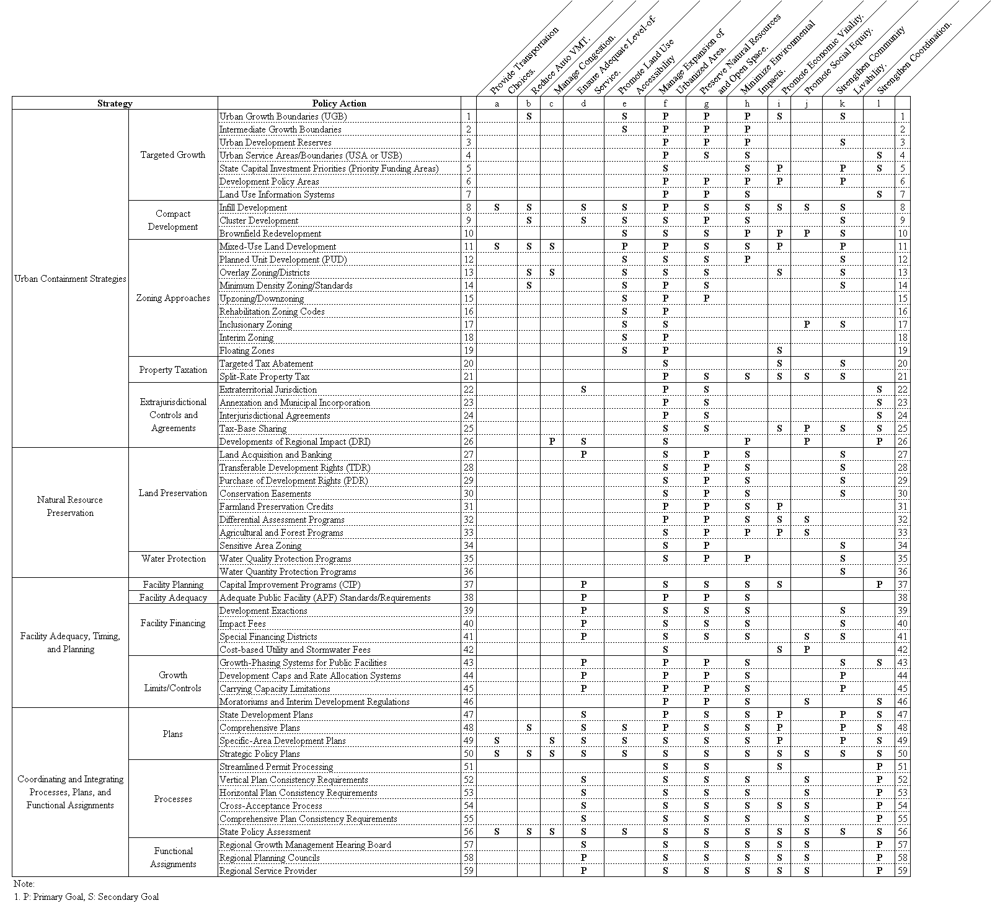 Provide Transportation
Choices.
Reduce Auto VMT.
Manage Congestion.
Ensure Adequate Level-of-
Service.
Promote Land Use
Accessibility
Manage Expansion of
Urbanized Area.
Preserve Natural Resources
and Open Space.
Minimize Environmental
Impacts.
Promote Economic Vitality.
Promote Social Equity.
Strengthen Community
Livability.
Strengthen Coordination.
Strategy Policy Action a b c d e f g h i j k l
Urban Containment Strategies
Targeted Growth
Urban Growth Boundaries (UGB) 1 S S P P P S S 1
Intermediate Growth Boundaries 2 S P P P 2
Urban Development Reserves 3 P P P S 3
Urban Service Areas/Boundaries (USA or USB) 4 P S S S 4
State Capital Investment Priorities (Priority Funding Areas) 5 S S P P S 5
Development Policy Areas 6 P P P P P 6
Land Use Information Systems 7 P P S S 7
Compact
Development
Infill Development 8 S S S S P S S S S S 8
Cluster Development 9 S S S S P S S 9
Brownfield Redevelopment 10 S S S P P P S 10
Zoning Approaches
Mixed-Use Land Development 11 S S S P P S S P P 11
Planned Unit Development (PUD) 12 S S S P S 12
Overlay Zoning/Districts 13 S S S S S S S 13
Minimum Density Zoning/Standards 14 S S P S S 14
Upzoning/Downzoning 15 S P P 15
Rehabilitation Zoning Codes 16 S P 16
Inclusionary Zoning 17 S S P S 17
Interim Zoning 18 S P 18
Floating Zones 19 S P S 19
Property Taxation
Targeted Tax Abatement 20 S S S 20
Split-Rate Property Tax 21 P S S S S S 21
Extrajurisdictional
Controls and
Agreements
Extraterritorial Jurisdiction 22 S P S S 22
Annexation and Municipal Incorporation 23 P S S 23
Interjurisdictional Agreements 24 P S S 24
Tax-Base Sharing 25 S S S P S S 25
Developments of Regional Impact (DRI) 26 P S S P P P 26
Natural Resource
Preservation
Land Preservation
Land Acquisition and Banking 27 P S P S S 27
Transferable Development Rights (TDR) 28 S P S S 28
Purchase of Development Rights (PDR) 29 S P S S 29
Conservation Easements 30 S P S S 30
Farmland Preservation Credits 31 P P S P 31
Differential Assessment Programs 32 P P S S S 32
Agricultural and Forest Programs 33 S P P P S 33
Sensitive Area Zoning 34 S P S 34
Water Protection
Water Quality Protection Programs 35 S P P S 35
Water Quantity Protection Programs 36 S 36
Facility Adequacy, Timing,
and Planning
Facility Planning
Capital Improvement Programs (CIP) 37 P S S S S P 37
Facility Adequacy
Adequate Public Facility (APF) Standards/Requirements 38 P P P S 38
Facility Financing
Development Exactions 39 P S S S S 39
Impact Fees 40 P S S S S 40
Special Financing Districts 41 P S S S S S 41
Cost-based Utility and Stormwater Fees 42 S S P 42
Growth
Limits/Controls
Growth-Phasing Systems for Public Facilities 43 P P P S S S 43
Development Caps and Rate Allocation Systems 44 P P P S P 44
Carrying Capacity Limitations 45 P P P S P 45
Moratoriums and Interim Development Regulations 46 P P S S S 46
Coordinating and Integrating
Processes, Plans, and
Functional Assignments
Plans
State Development Plans 47 S P S S P P S 47
Comprehensive Plans 48 S S S P S S P P S 48
Specific-Area Development Plans 49 S S S S S S S P P S 49
Strategic Policy Plans 50 S S S S S S S S S S S S 50
Processes
Streamlined Permit Processing 51 S S S P 51
Vertical Plan Consistency Requirements 52 S S S S S P 52
Horizontal Plan Consistency Requirements 53 S S S S S P 53
Cross-Acceptance Process 54 S S S S S S P 54
Comprehensive Plan Consistency Requirements 55 S S S S S P 55
State Policy Assessment 56 S S S S S S S S S S S S 56
Functional
Assignments
Regional Growth Management Hearing Board 57 S S S S S S P 57
Regional Planning Councils 58 P S S S S S P 58
Regional Service Provider 59 P S S S S S P 59
Note:
1. P: Primary Goal, S: Secondary Goal